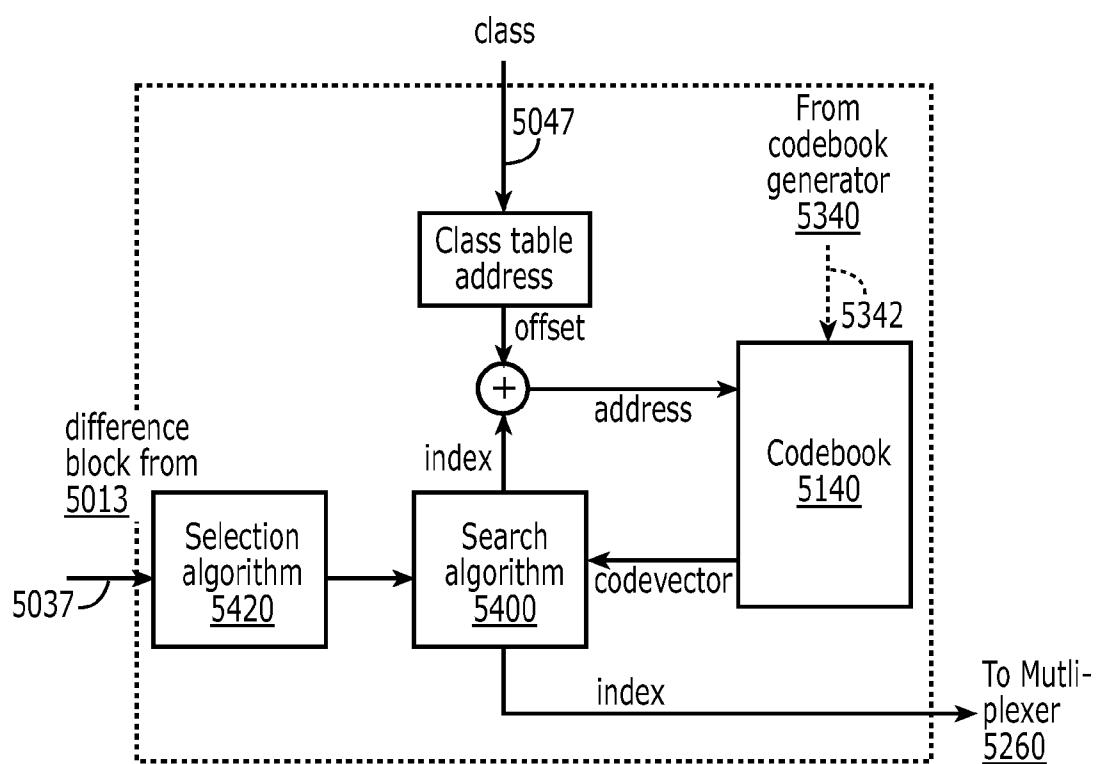 class
5047
From
codebook
generator
5340
5342
Class table
address
offset
+
address
index
difference
block from
5013
5037
Selection
algorithm
5420
Search
algorithm
5400
Codebook
5140
codevector
index
To Mutli-
plexer
5260